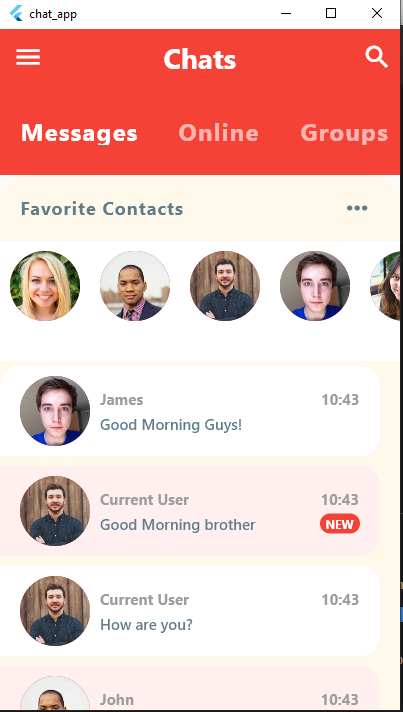 chat_app
Chats
Messages Online Groups
Favorite Contacts
James 10:43
Good Morning Guys!
Current User 10:43
Good Morning brother NEW
Current User 10:43
How are you?
John 10:43